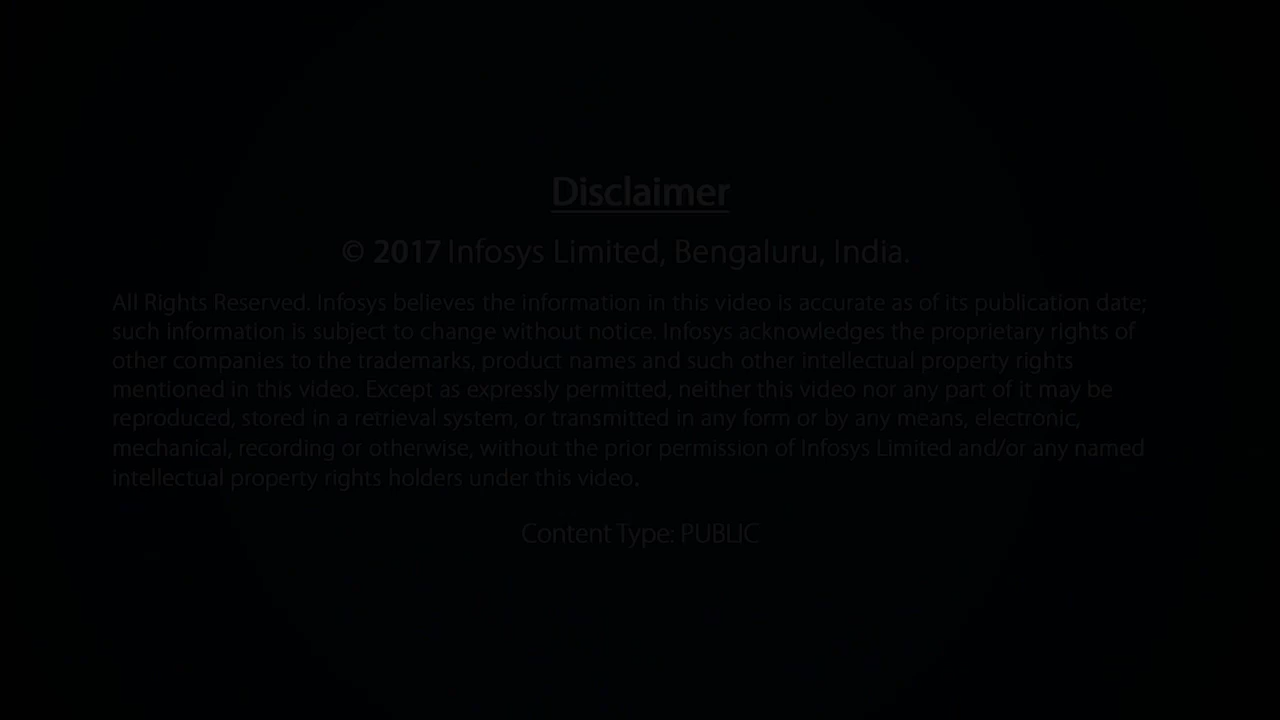 Disclaimer
© 2017 Infosys Limited, Bengaluru, India.
All Rights Reserved. Infosys believes the information in this video is accurate as of its publication date;
such information is subject to change without notice. Infosys acknowledges the proprietary rights of
other companies to the trademarks, product names and such other intellectual property rights
mentioned in this video. Except as expressly permitted, neither this video nor any part of it may be
reproduced, stored in a retrieval system, or transmitted in any form or by any means, electronic,
mechanical, recording or otherwise, without the prior permission of Infosys Limited and/or any named
intellectual property rights holders under this video.
Content Type: PUBLIC